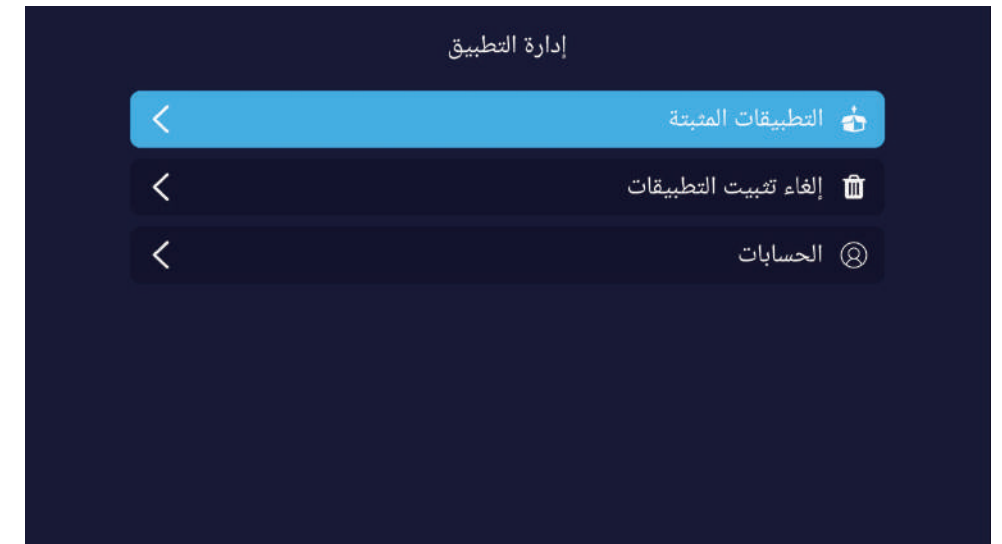 إدارة التطبيق
التطبيقات المثبتة
إلغاء تثبيت التطبيقات
الحسابات